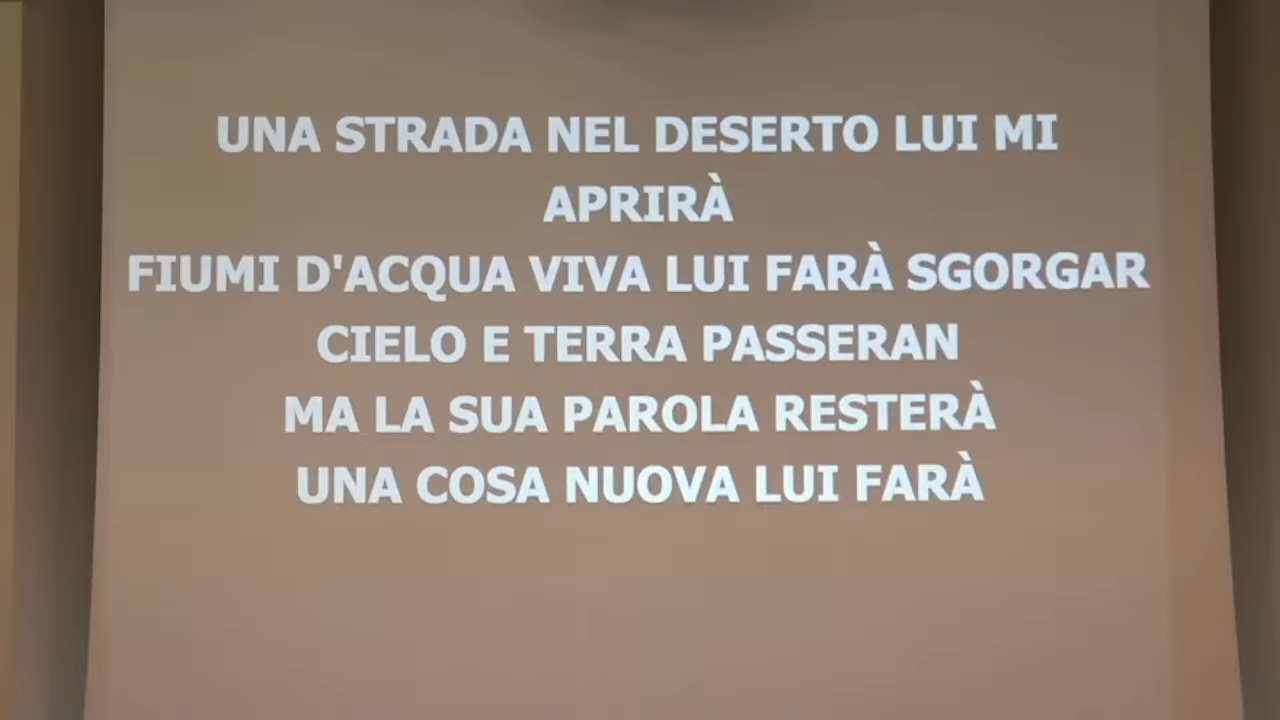 UNA STRADA NEL DESERTO LUI MI
APRIRÀ
FIUMI D'ACQUA VIVA LUI FARÀ SGORGAR
CIELO E TERRA PASSERAN
MA LA SUA PAROLA RESTERÀ
UNA COSA NUOVA LUI FARÀ